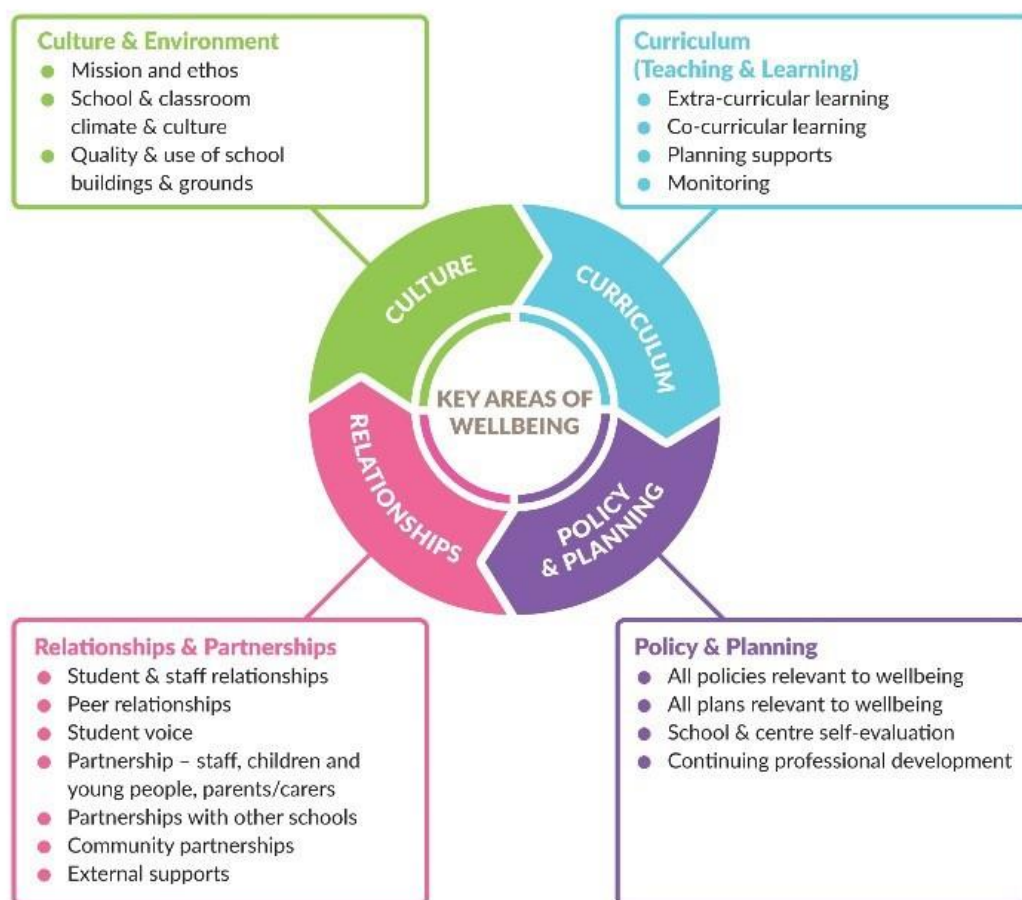 Culture & Environment
Mission and ethos
School & classroom
climate & culture
Quality & use of school
buildings & grounds
Curriculum
(Teaching & Learning)
Extra-curricular learning
Co-curricular learning
Planning supports
Monitoring
CULTURE
CURRICULUM
KEY AREAS OF
WELLBEING
RELATIONSHIPS
POLICY
& PLANNING
Relationships & Partnerships
Student & staff relationships
Peer relationships
Student voice
Partnership – staff, children and
young people, parents/carers
Partnerships with other schools
Community partnerships
External supports
Policy & Planning
All policies relevant to wellbeing
All plans relevant to wellbeing
School & centre self-evaluation
Continuing professional development